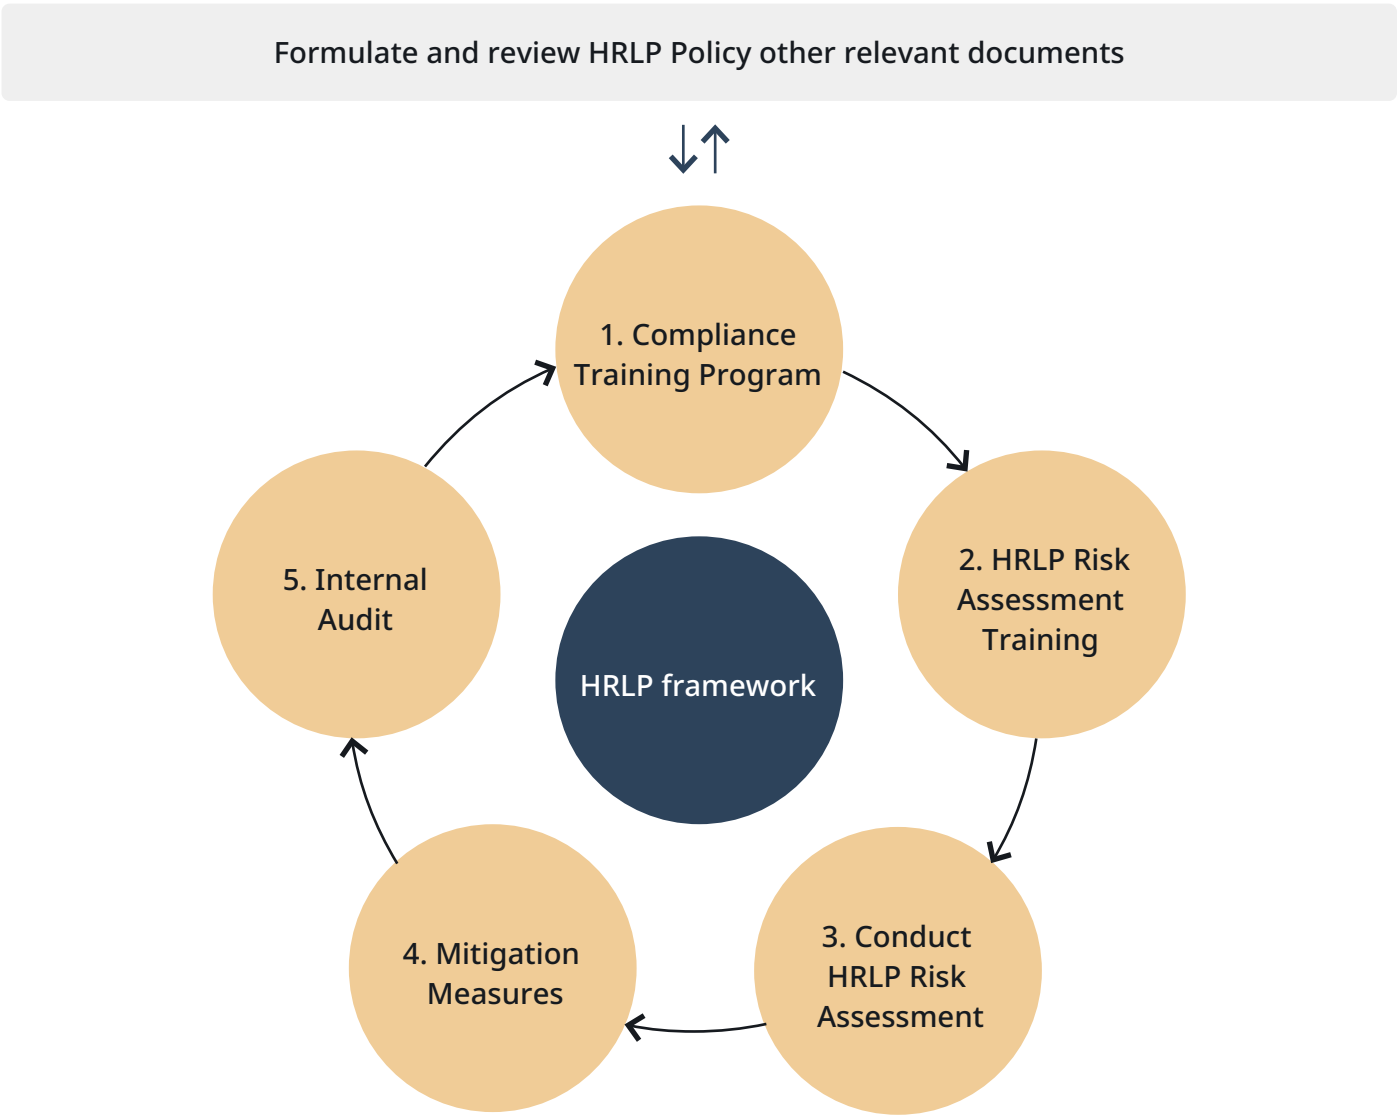 Formulate and review HRLP Policy other relevant documents
1. Compliance
Training Program
2. HRLP Risk
Assessment
Training
3. Conduct
HRLP Risk
Assessment
4. Mitigation
Measures
5. Internal
Audit
HRLP framework